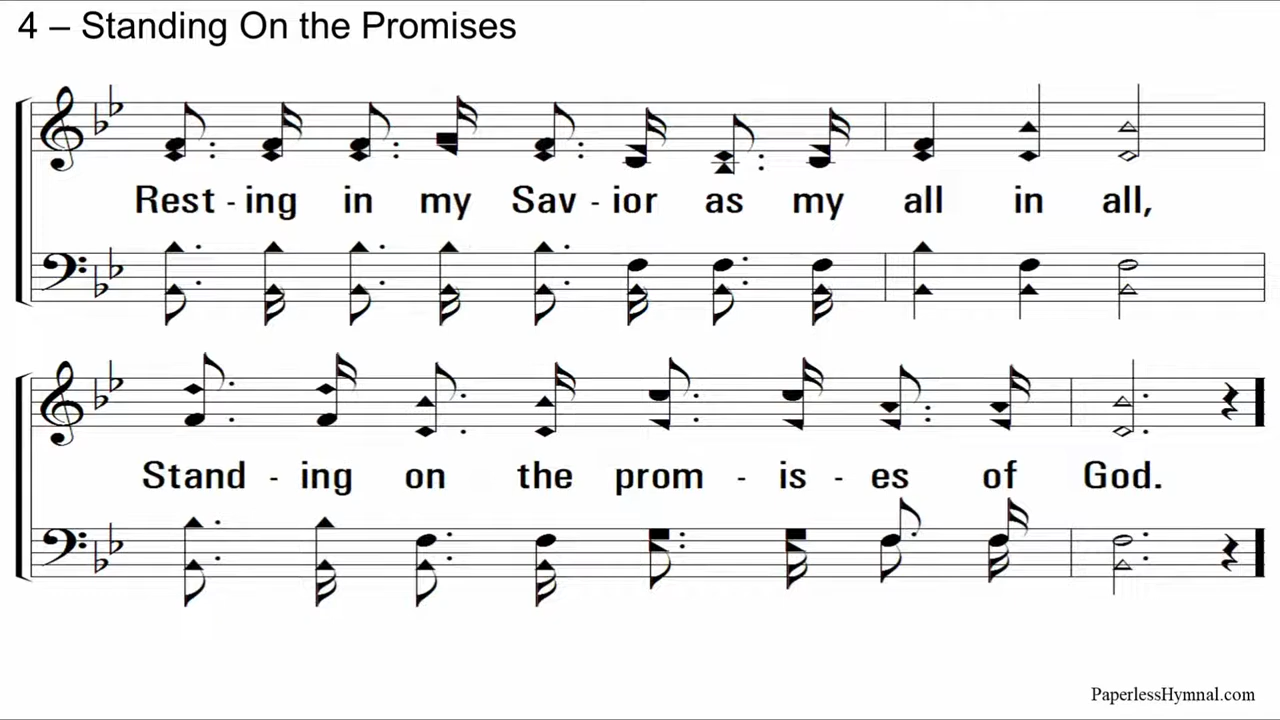 4 – Standing On the Promises
Rest - ing in my Sav - ior as my all in all,
Stand - ing on the prom - is - es of God.
PaperlessHymnal.com